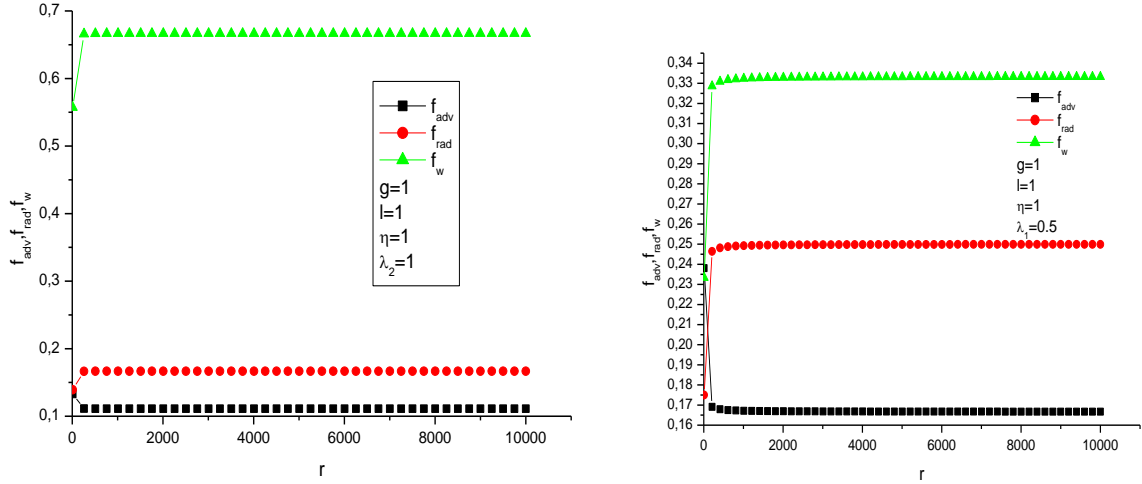 0,7
0,6
0,5
0,4
0,3
0,2
0,1
0 2000 4000 6000 8000 10000
r
f_adv,f_rad,f_w
f_adv
f_rad
f_w
g=1
l=1
η=1
λ_2=1
0,34
0,33
0,32
0,31
0,30
0,29
0,28
0,27
0,26
0,25
0,24
0,23
0,22
0,21
0,20
0,19
0,18
0,17
0,16
0 2000 4000 6000 8000 10000
r
f_adv,f_rad,f_w
f_adv
f_rad
f_w
g=1
l=1
η=1
λ_1=0.5